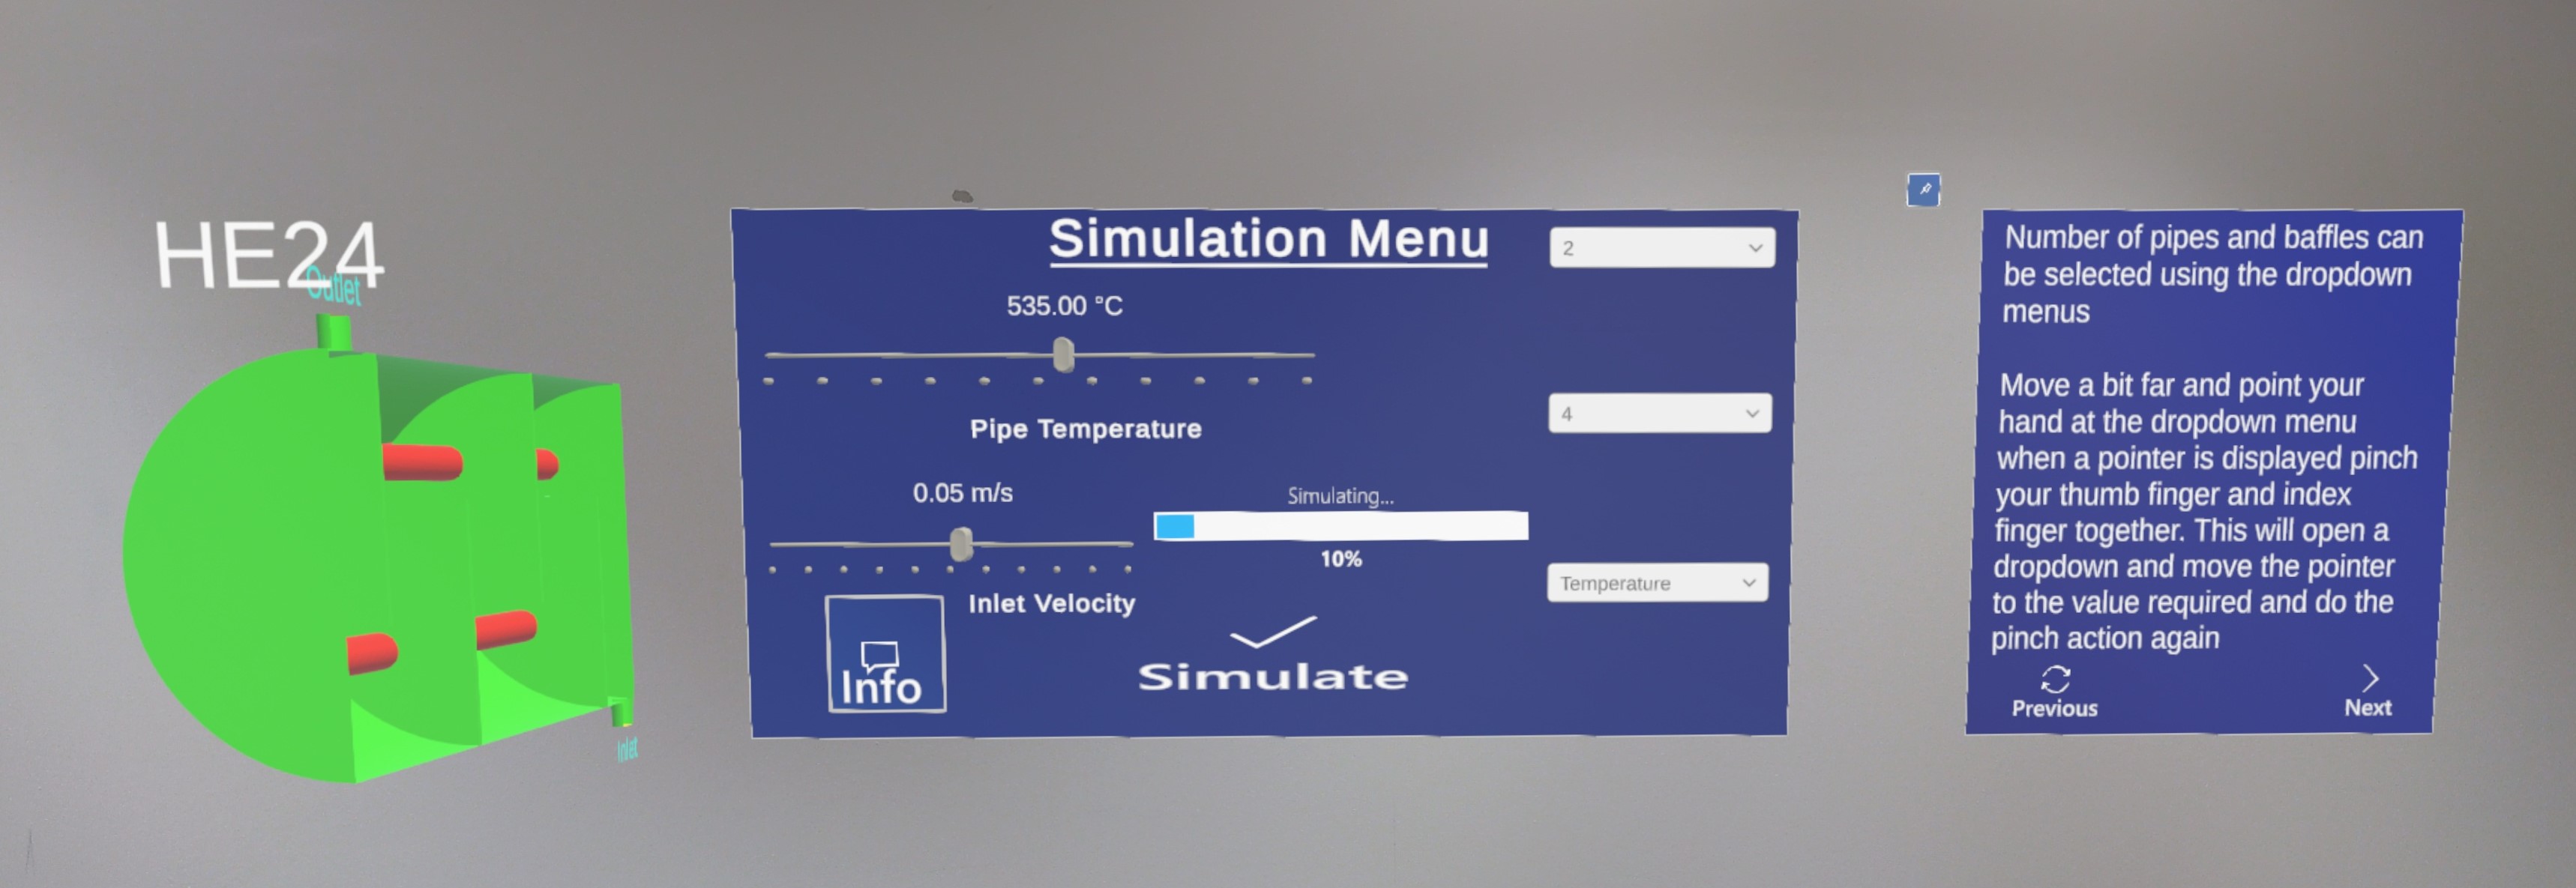 HE24
Outlet
Inlet
Simulation Menu
2
535.00 °C
Pipe Temperature
4
0.05 m/s
Simulating...
10%
Temperature
Inlet Velocity
Info
Simulate
Number of pipes and baffles can
be selected using the dropdown
menus
Move a bit far and point your
hand at the dropdown menu
when a pointer is displayed pinch
your thumb finger and index
finger together. This will open a
dropdown and move the pointer
to the value required and do the
pinch action again
Previous
Next